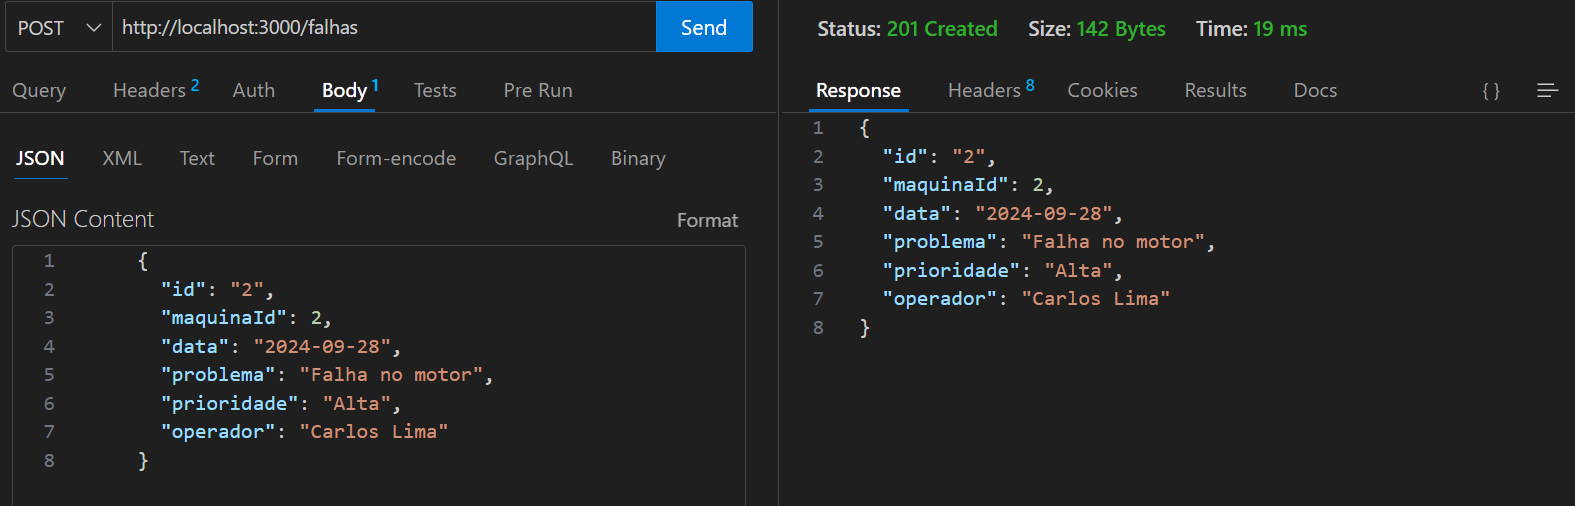 POST http://localhost:3000/falhas Send
Query Headers 2 Auth Body 1 Tests Pre Run
JSON XML Text Form Form-encode GraphQL Binary
JSON Content Format
1 {
2 "id": "2",
3 "maquinaId": 2,
4 "data": "2024-09-28",
5 "problema": "Falha no motor",
6 "prioridade": "Alta",
7 "operador": "Carlos Lima"
8 }
Status: 201 Created Size: 142 Bytes Time: 19 ms
Response Headers 8 Cookies Results Docs { }
1 {
2 "id": "2",
3 "maquinaId": 2,
4 "data": "2024-09-28",
5 "problema": "Falha no motor",
6 "prioridade": "Alta",
7 "operador": "Carlos Lima"
8 }